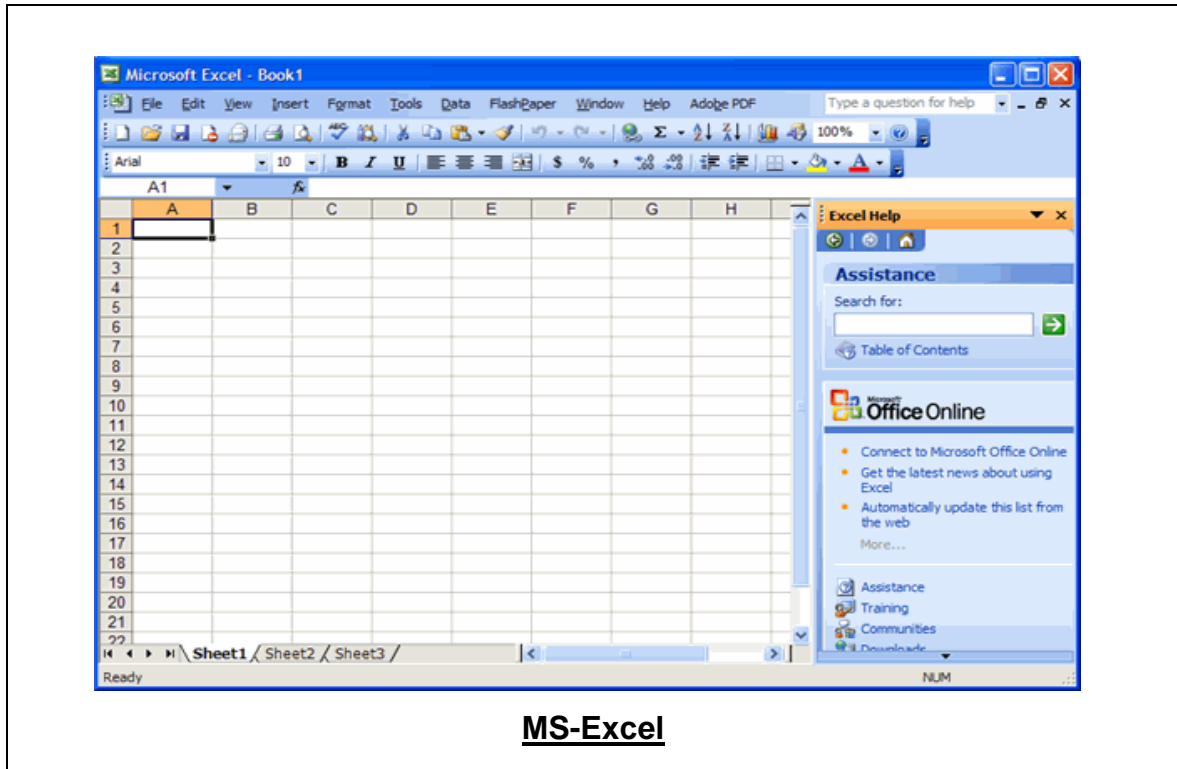 Microsoft Excel - Book1
File Edit View Insert Format Tools Data FlashPaper Window Help Adobe PDF Type a question for help
100%
Arial 10 B I U $ % ,
A1 fx
A B C D E F G H
1
2
3
4
5
6
7
8
9
10
11
12
13
14
15
16
17
18
19
20
21
22
Sheet1 Sheet2 Sheet3
Ready NUM
Excel Help
Assistance
Search for:
Table of Contents
Microsoft
Office Online
Connect to Microsoft Office Online
Get the latest news about using
Excel
Automatically update this list from
the web
More...
Assistance
Training
Communities
Downloads
MS-Excel